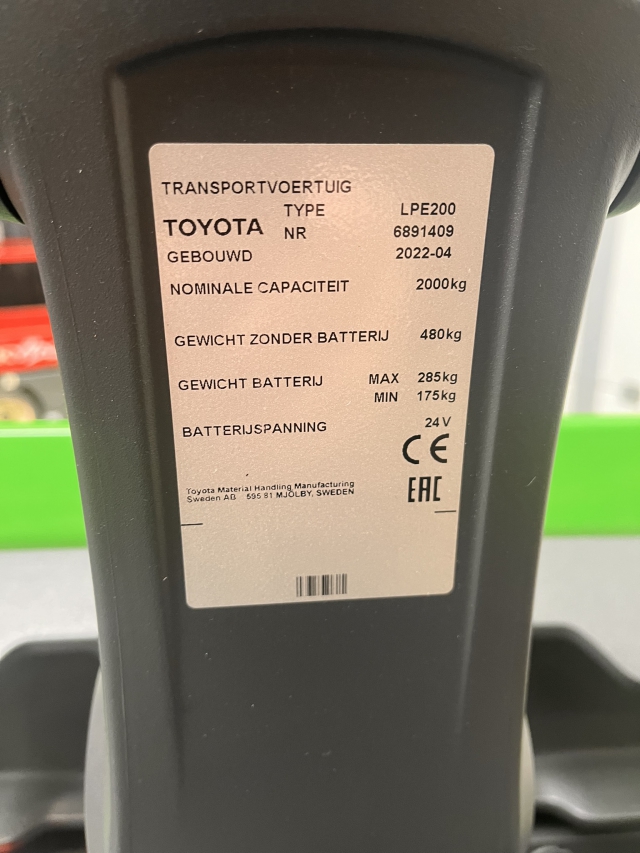 TRANSPORTVOERTUIG
TYPE LPE200
TOYOTA NR 6891409
GEBOUWD 2022-04
NOMINALE CAPACITEIT 2000kg
GEWICHT ZONDER BATTERIJ 480kg
GEWICHT BATTERIJ MAX 285kg
MIN 175kg
BATTERIJSPANNING 24V
CE
Toyota Material Handling Manufacturing
Sweden AB 595 81 MJÖLBY, SWEDEN
EAC